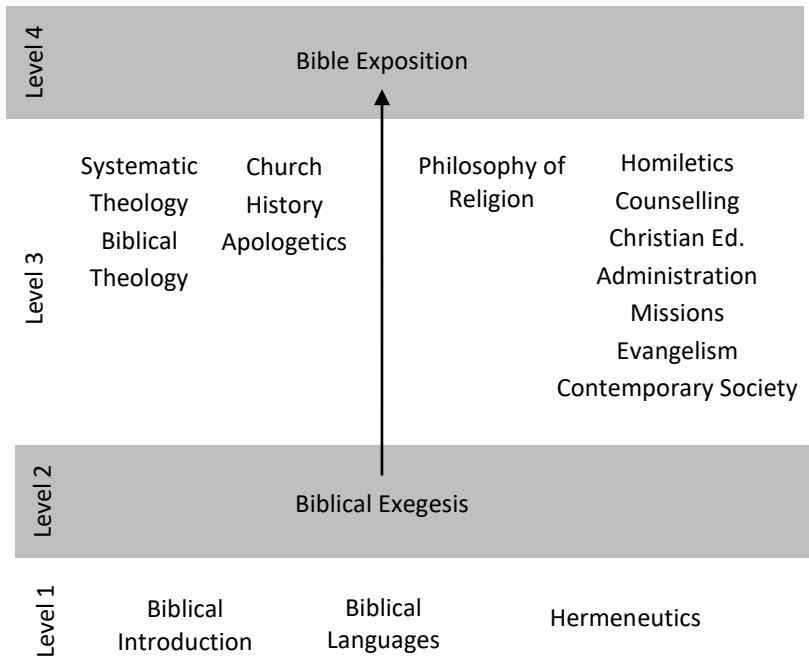 Level 4
Bible Exposition
Level 3
Systematic
Theology
Biblical
Theology
Church
History
Apologetics
Philosophy of
Religion
Homiletics
Counselling
Christian Ed.
Administration
Missions
Evangelism
Contemporary Society
Level 2
Biblical Exegesis
Level 1
Biblical
Introduction
Biblical
Languages
Hermeneutics